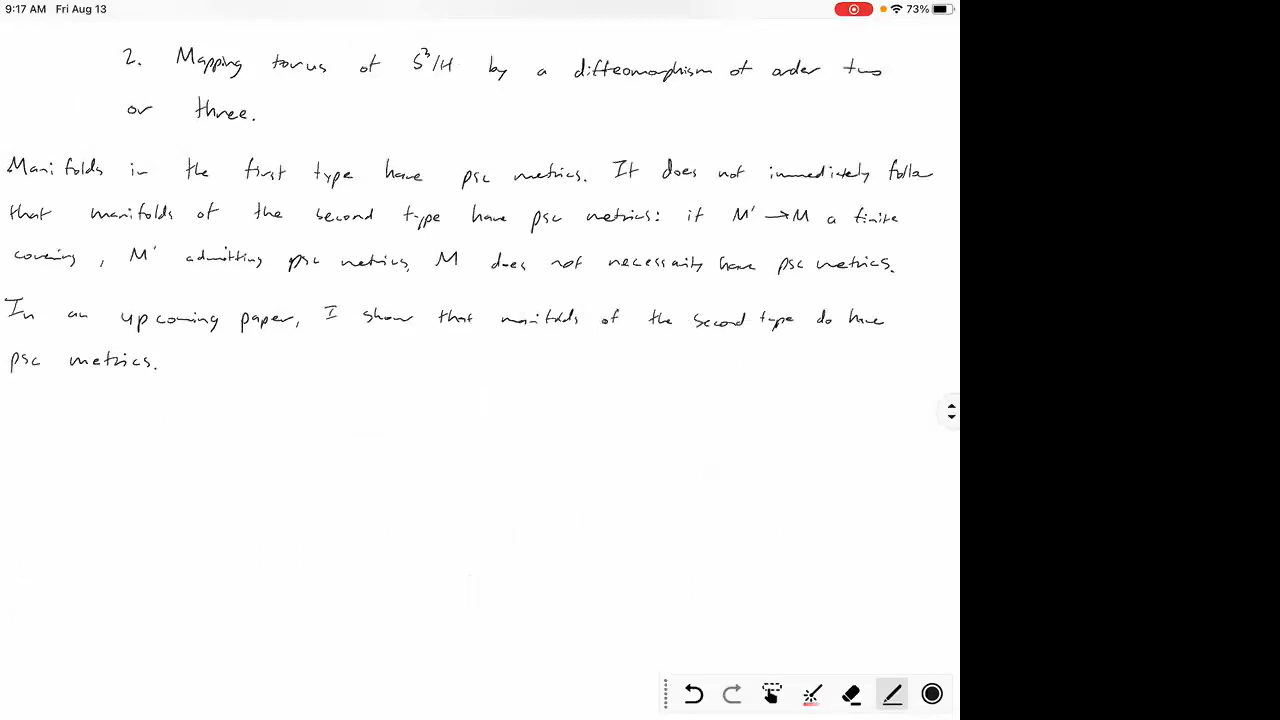 9:17 AM Fri Aug 13 73%
2. Mapping torus of S³/H by a diffeomorphism of order two
or three.
Manifolds in the first type have psc metrics. It does not immediately follow
that manifolds of the second type have psc metrics: if M' → M a finite
covering, M' admitting psc metrics, M does not necessarily have psc metrics.
In an upcoming paper, I show that manifolds of the second type do have
psc metrics.